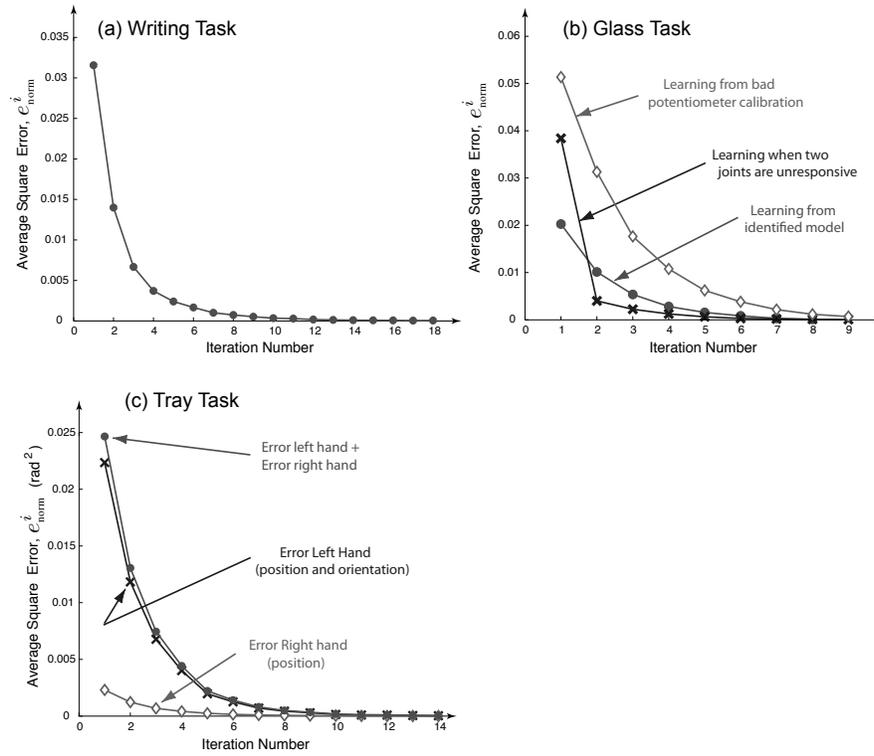 (a) Writing Task
0.035
0.03
0.025
0.02
0.015
0.01
0.005
0
0 2 4 6 8 10 12 14 16 18
Iteration Number
Average Square Error, e^i_norm
(b) Glass Task
0.06
0.05
0.04
0.03
0.02
0.01
0
0 1 2 3 4 5 6 7 8 9
Iteration Number
Average Square Error, e^i_norm
Learning from bad
potentiometer calibration
Learning when two
joints are unresponsive
Learning from
identified model
(c) Tray Task
0.025
0.02
0.015
0.01
0.005
0
0 2 4 6 8 10 12 14
Iteration Number
Average Square Error, e^i_norm (rad²)
Error left hand +
Error right hand
Error Left Hand
(position and orientation)
Error Right hand
(position)